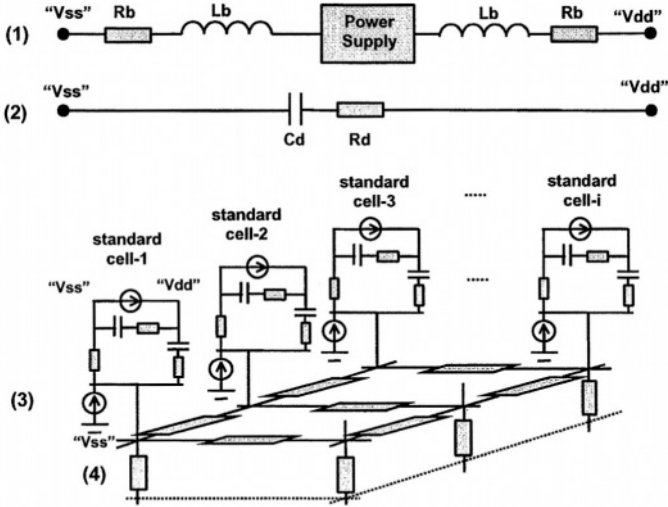 "Vss" Rb Lb Power Supply Lb Rb "Vdd"
(1)
"Vss" "Vdd"
(2)
Cd Rd
standard cell-1
standard cell-2
standard cell-3
.....
standard cell-i
"Vss" "Vdd"
.....
(3)
"Vss"
(4)